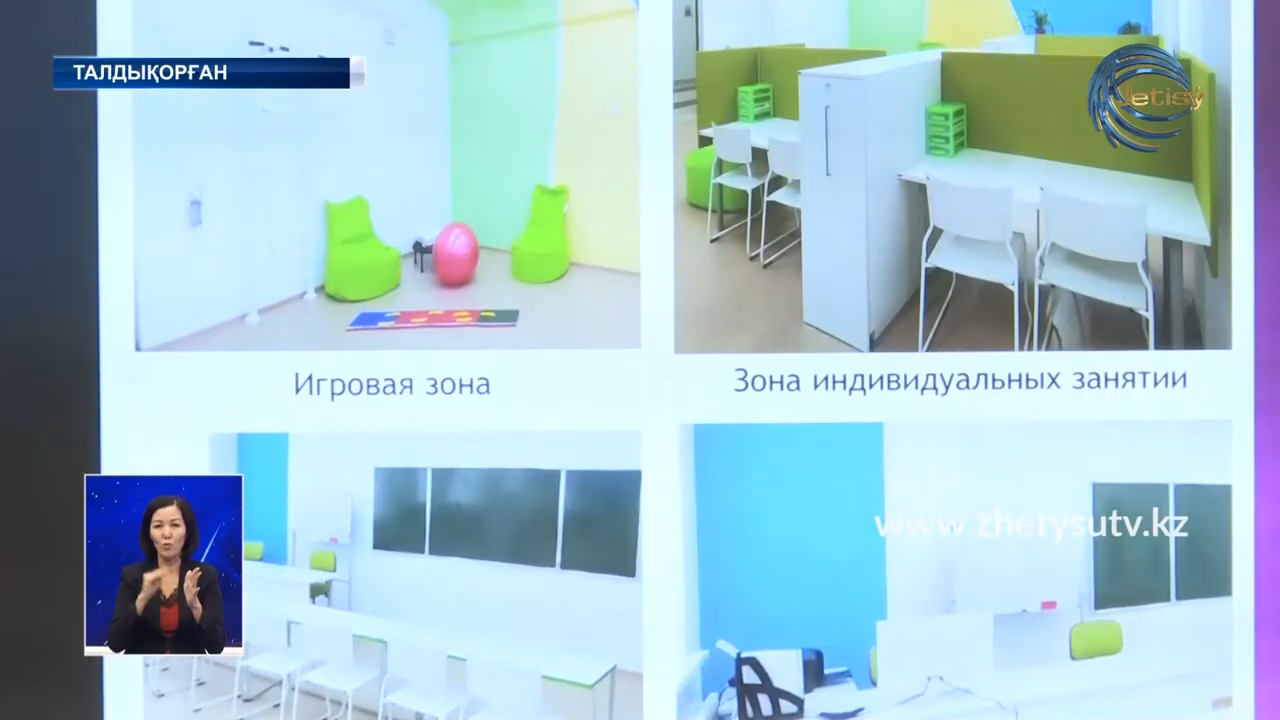 ТАЛДЫҚОРҒАН
Jetisý
Игровая зона
Зона индивидуальных занятии
www.zhetysutv.kz